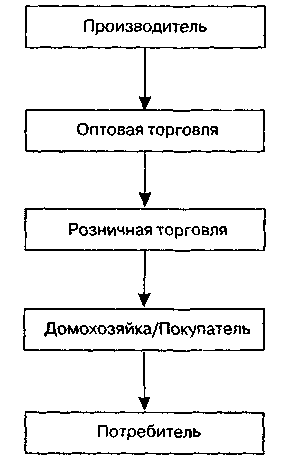 Производитель
Оптовая торговля
Розничная торговля
Домохозяйка/Покупатель
Потребитель